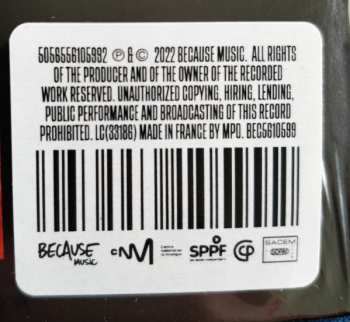 5056556105992 ℗ & © 2022 BECAUSE MUSIC. ALL RIGHTS
OF THE PRODUCER AND OF THE OWNER OF THE RECORDED
WORK RESERVED. UNAUTHORIZED COPYING, HIRING, LENDING,
PUBLIC PERFORMANCE AND BROADCASTING OF THIS RECORD
PROHIBITED. LC(33186) MADE IN FRANCE BY MPO. BEC5610599
BECAUSE
MUSIC
CNM
SPPF
SACEM
SDRM